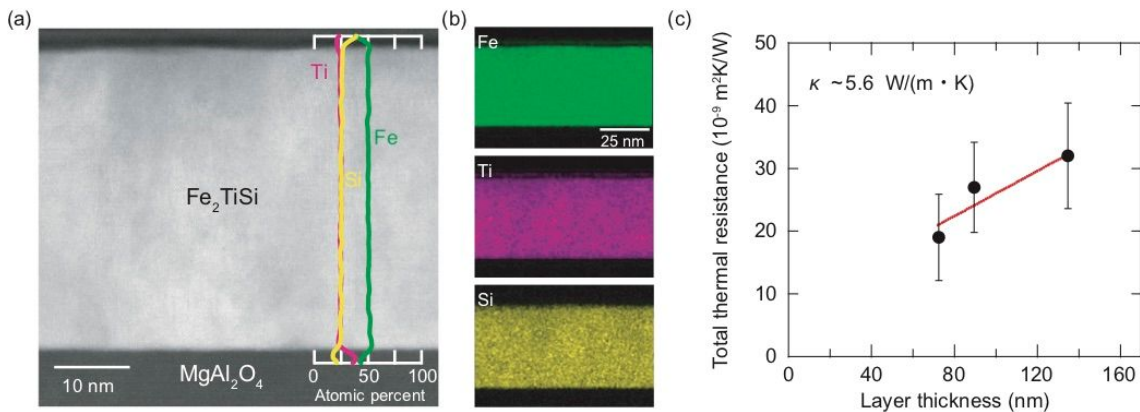 (a)
Ti
Fe
Si
Fe₂TiSi
10 nm
MgAl₂O₄
0 50 100
Atomic percent
(b)
Fe
25 nm
Ti
Si
(c)
κ ~5.6 W/(m・K)
Total thermal resistance (10⁻⁹ m²K/W)
50
40
30
20
10
0
0 40 80 120 160
Layer thickness (nm)